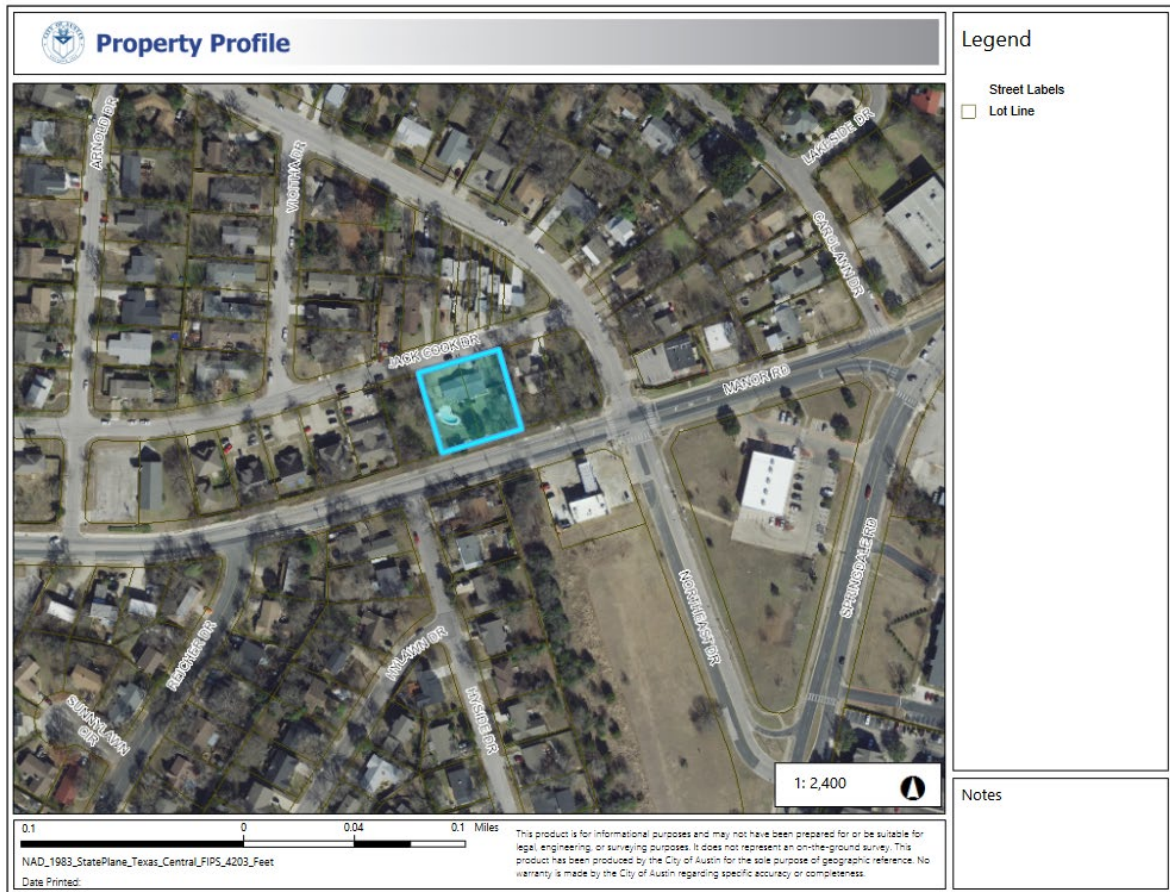 Property Profile
Legend
Street Labels
Lot Line
ARNOLD DR
VIOITHA DR
LAKESIDE DR
CAROL ANN DR
JACK COOK DR
MANOR RD
SPRINGDALE RD
NORTHEAST DR
REICHER DR
HYLAWN DR
HYSIDE DR
SUNNYLAWN
CIR
1: 2,400
Notes
0.1
0
0.04
0.1 Miles
NAD_1983_StatePlane_Texas_Central_FIPS_4203_Feet
Date Printed:
This product is for informational purposes and may not have been prepared for or be suitable for
legal, engineering, or surveying purposes. It does not represent an on-the-ground survey. This
product has been produced by the City of Austin for the sole purpose of geographic reference. No
warranty is made by the City of Austin regarding specific accuracy or completeness.